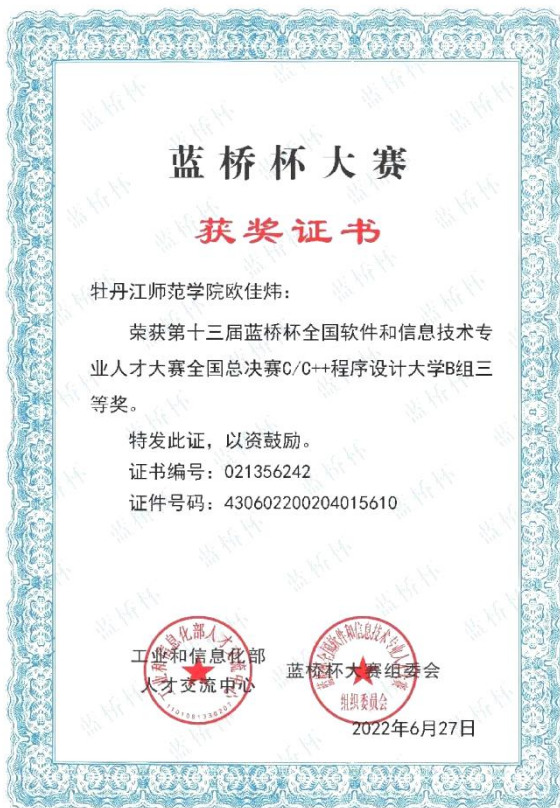 蓝桥杯大赛
获奖证书
牡丹江师范学院欧佳炜：
荣获第十三届蓝桥杯全国软件和信息技术专
业人才大赛全国总决赛C/C++程序设计大学B组三
等奖。
特发此证，以资鼓励。
证书编号：021356242
证件号码：430602200204015610
工业和信息化部
人才交流中心
蓝桥杯大赛组委会
组织委员会
2022年6月27日